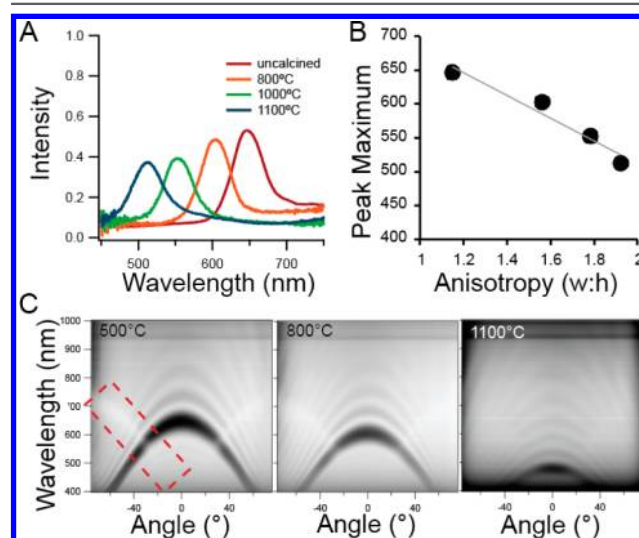 A
B
Intensity
1.0
0.8
0.6
0.4
0.2
0.0
uncalcined
800ºC
1000ºC
1100ºC
500
600
700
Wavelength (nm)
Peak Maximum
700
650
600
550
500
450
400
1
1.2
1.4
1.6
1.8
2
Anisotropy (w:h)
C
Wavelength (nm)
1000
900
800
700
600
500
400
500°C
800°C
1100°C
-40
0
40
-40
0
40
-40
0
40
Angle (°)
Angle (°)
Angle (°)